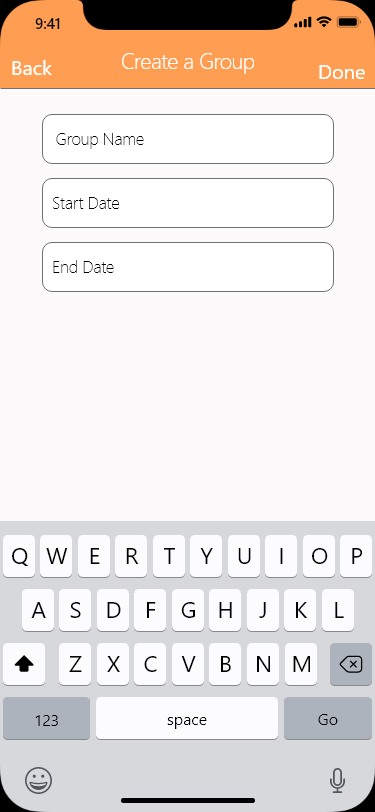 9:41
Back Create a Group Done
Group Name
Start Date
End Date
Q W E R T Y U I O P
A S D F G H J K L
Z X C V B N M
123 space Go